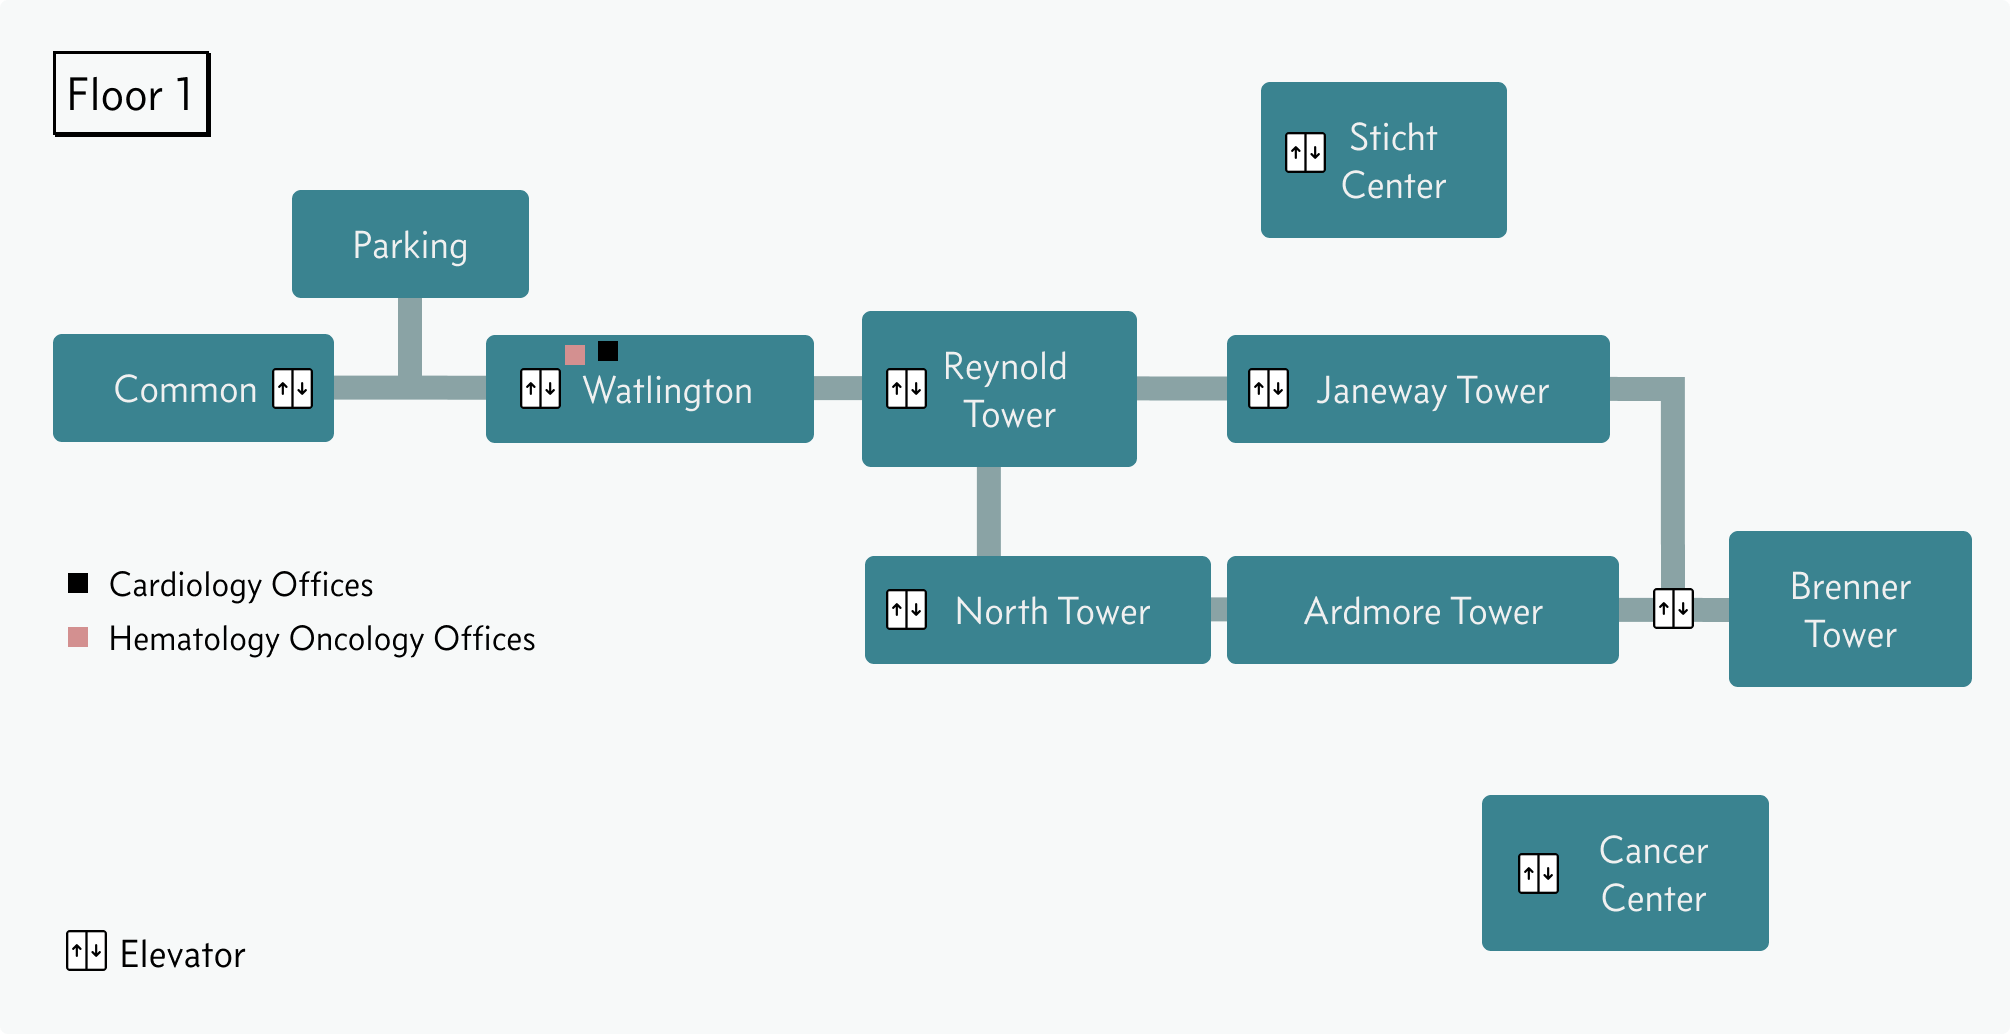 Floor 1
Sticht
Center
Parking
Common
Watlington
Reynold
Tower
Janeway Tower
Cardiology Offices
Hematology Oncology Offices
North Tower
Ardmore Tower
Brenner
Tower
Cancer
Center
Elevator